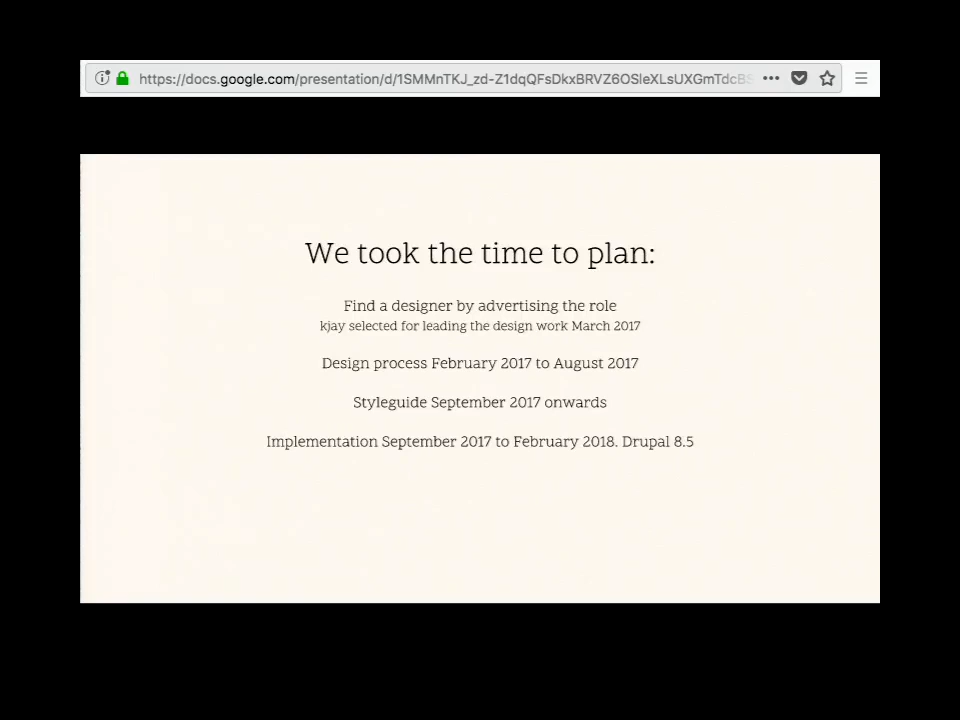 https://docs.google.com/presentation/d/1SMMnTKJ_zd-Z1dqQFsDkxBRVZ6OSleXLsUXGmTdcBS
We took the time to plan:
Find a designer by advertising the role
kjay selected for leading the design work March 2017
Design process February 2017 to August 2017
Styleguide September 2017 onwards
Implementation September 2017 to February 2018. Drupal 8.5